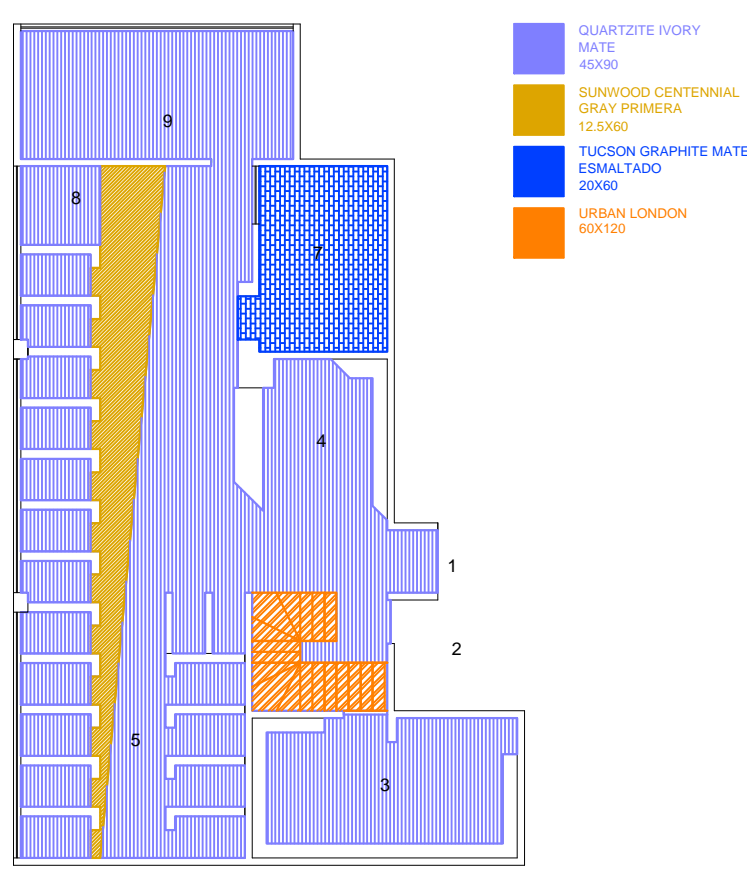 QUARTZITE IVORY
MATE
45X90
SUNWOOD CENTENNIAL
GRAY PRIMERA
12.5X60
TUCSON GRAPHITE MATE
ESMALTADO
20X60
URBAN LONDON
60X120
9
8
7
4
1
2
5
3